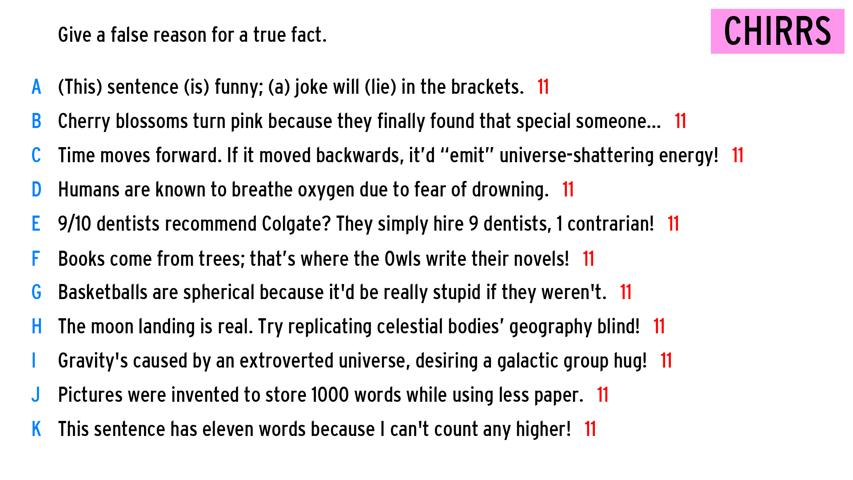 Give a false reason for a true fact.
CHIRRS
A (This) sentence (is) funny; (a) joke will (lie) in the brackets. 11
B Cherry blossoms turn pink because they finally found that special someone... 11
C Time moves forward. If it moved backwards, it'd “emit” universe-shattering energy! 11
D Humans are known to breathe oxygen due to fear of drowning. 11
E 9/10 dentists recommend Colgate? They simply hire 9 dentists, 1 contrarian! 11
F Books come from trees; that's where the Owls write their novels! 11
G Basketballs are spherical because it'd be really stupid if they weren't. 11
H The moon landing is real. Try replicating celestial bodies’ geography blind! 11
I Gravity's caused by an extroverted universe, desiring a galactic group hug! 11
J Pictures were invented to store 1000 words while using less paper. 11
K This sentence has eleven words because I can't count any higher! 11